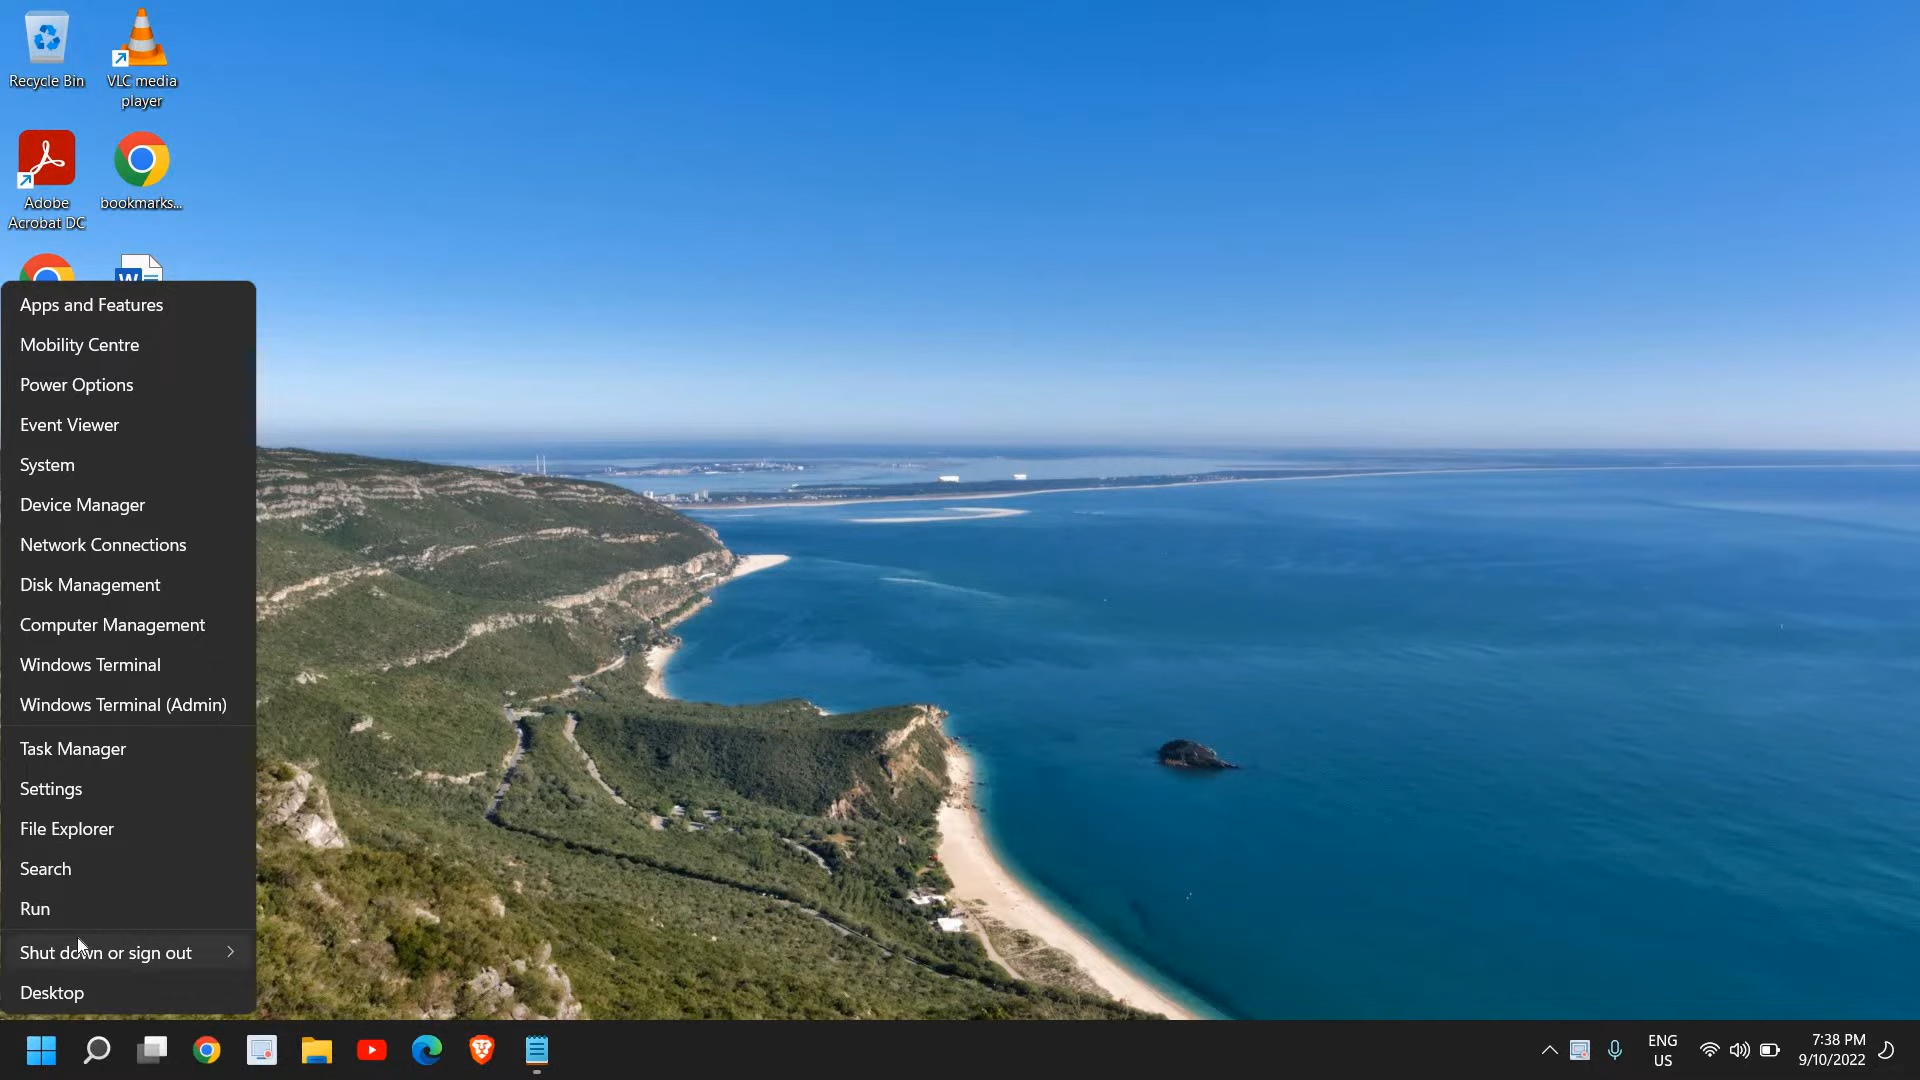 Recycle Bin
VLC media
player
Adobe
Acrobat DC
bookmarks...
W
Apps and Features
Mobility Centre
Power Options
Event Viewer
System
Device Manager
Network Connections
Disk Management
Computer Management
Windows Terminal
Windows Terminal (Admin)
Task Manager
Settings
File Explorer
Search
Run
Shut down or sign out
Desktop
ENG
US
7:38 PM
9/10/2022